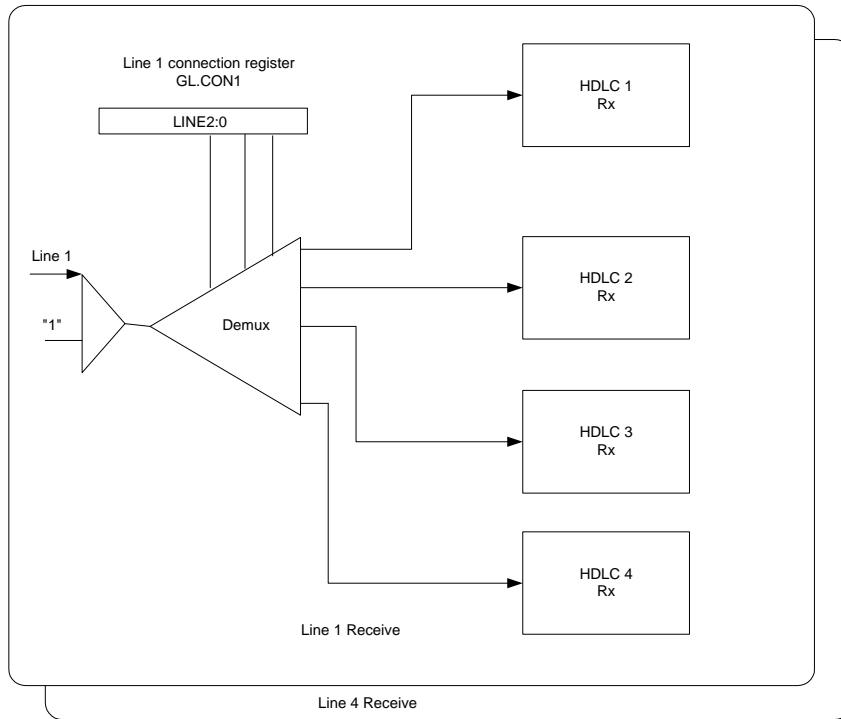 Line 1 connection register
GL.CON1
LINE2:0
HDLC 1
Rx
Line 1
"1"
Demux
HDLC 2
Rx
HDLC 3
Rx
HDLC 4
Rx
Line 1 Receive
Line 4 Receive